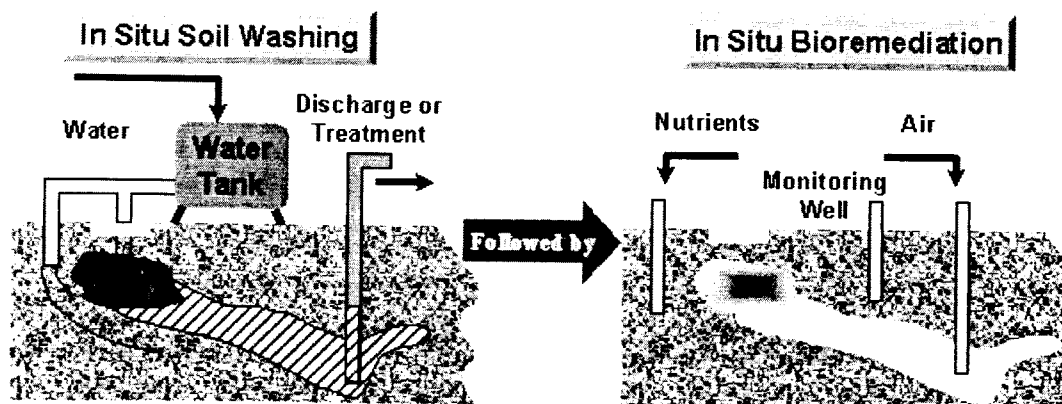 In Situ Soil Washing
Water
Water
Tank
Discharge or
Treatment
Followed by
In Situ Bioremediation
Nutrients
Air
Monitoring
Well